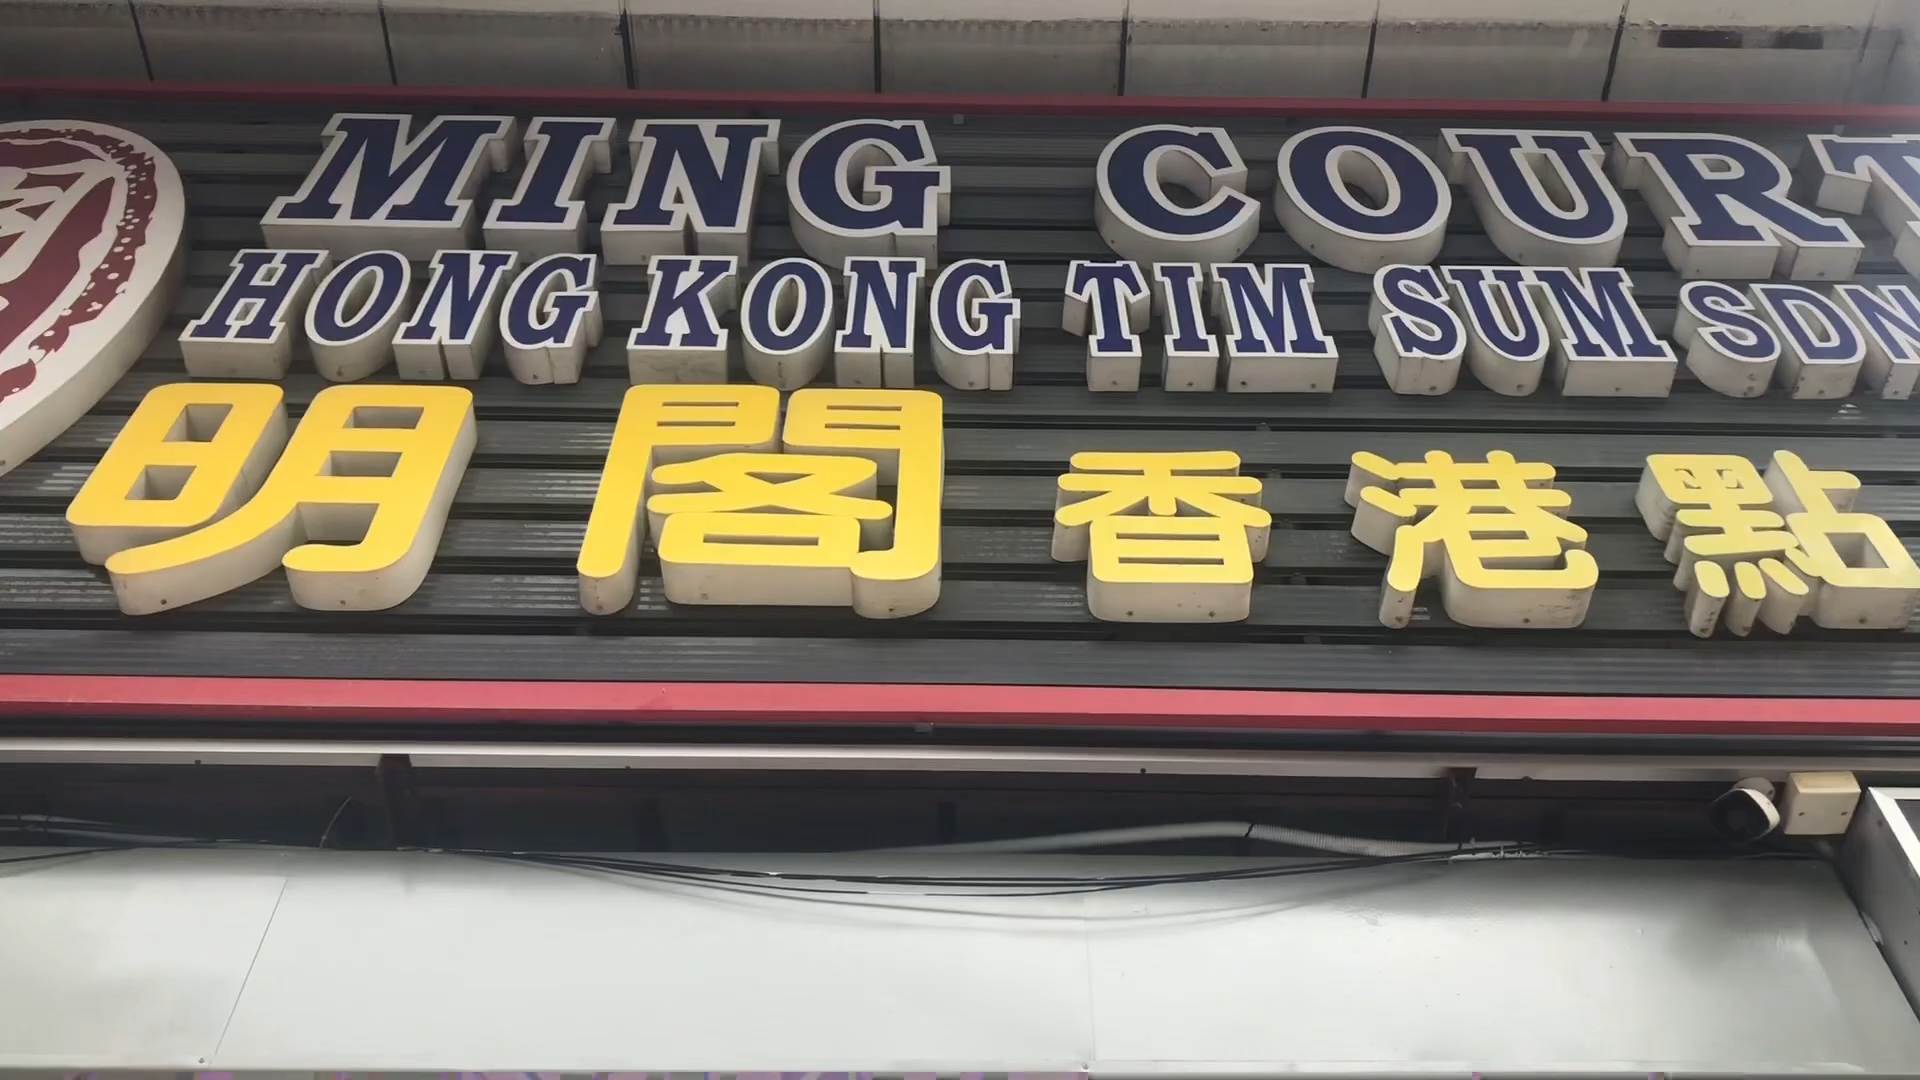 MING COURT
HONG KONG TIM SUM SDN
明閣香港點